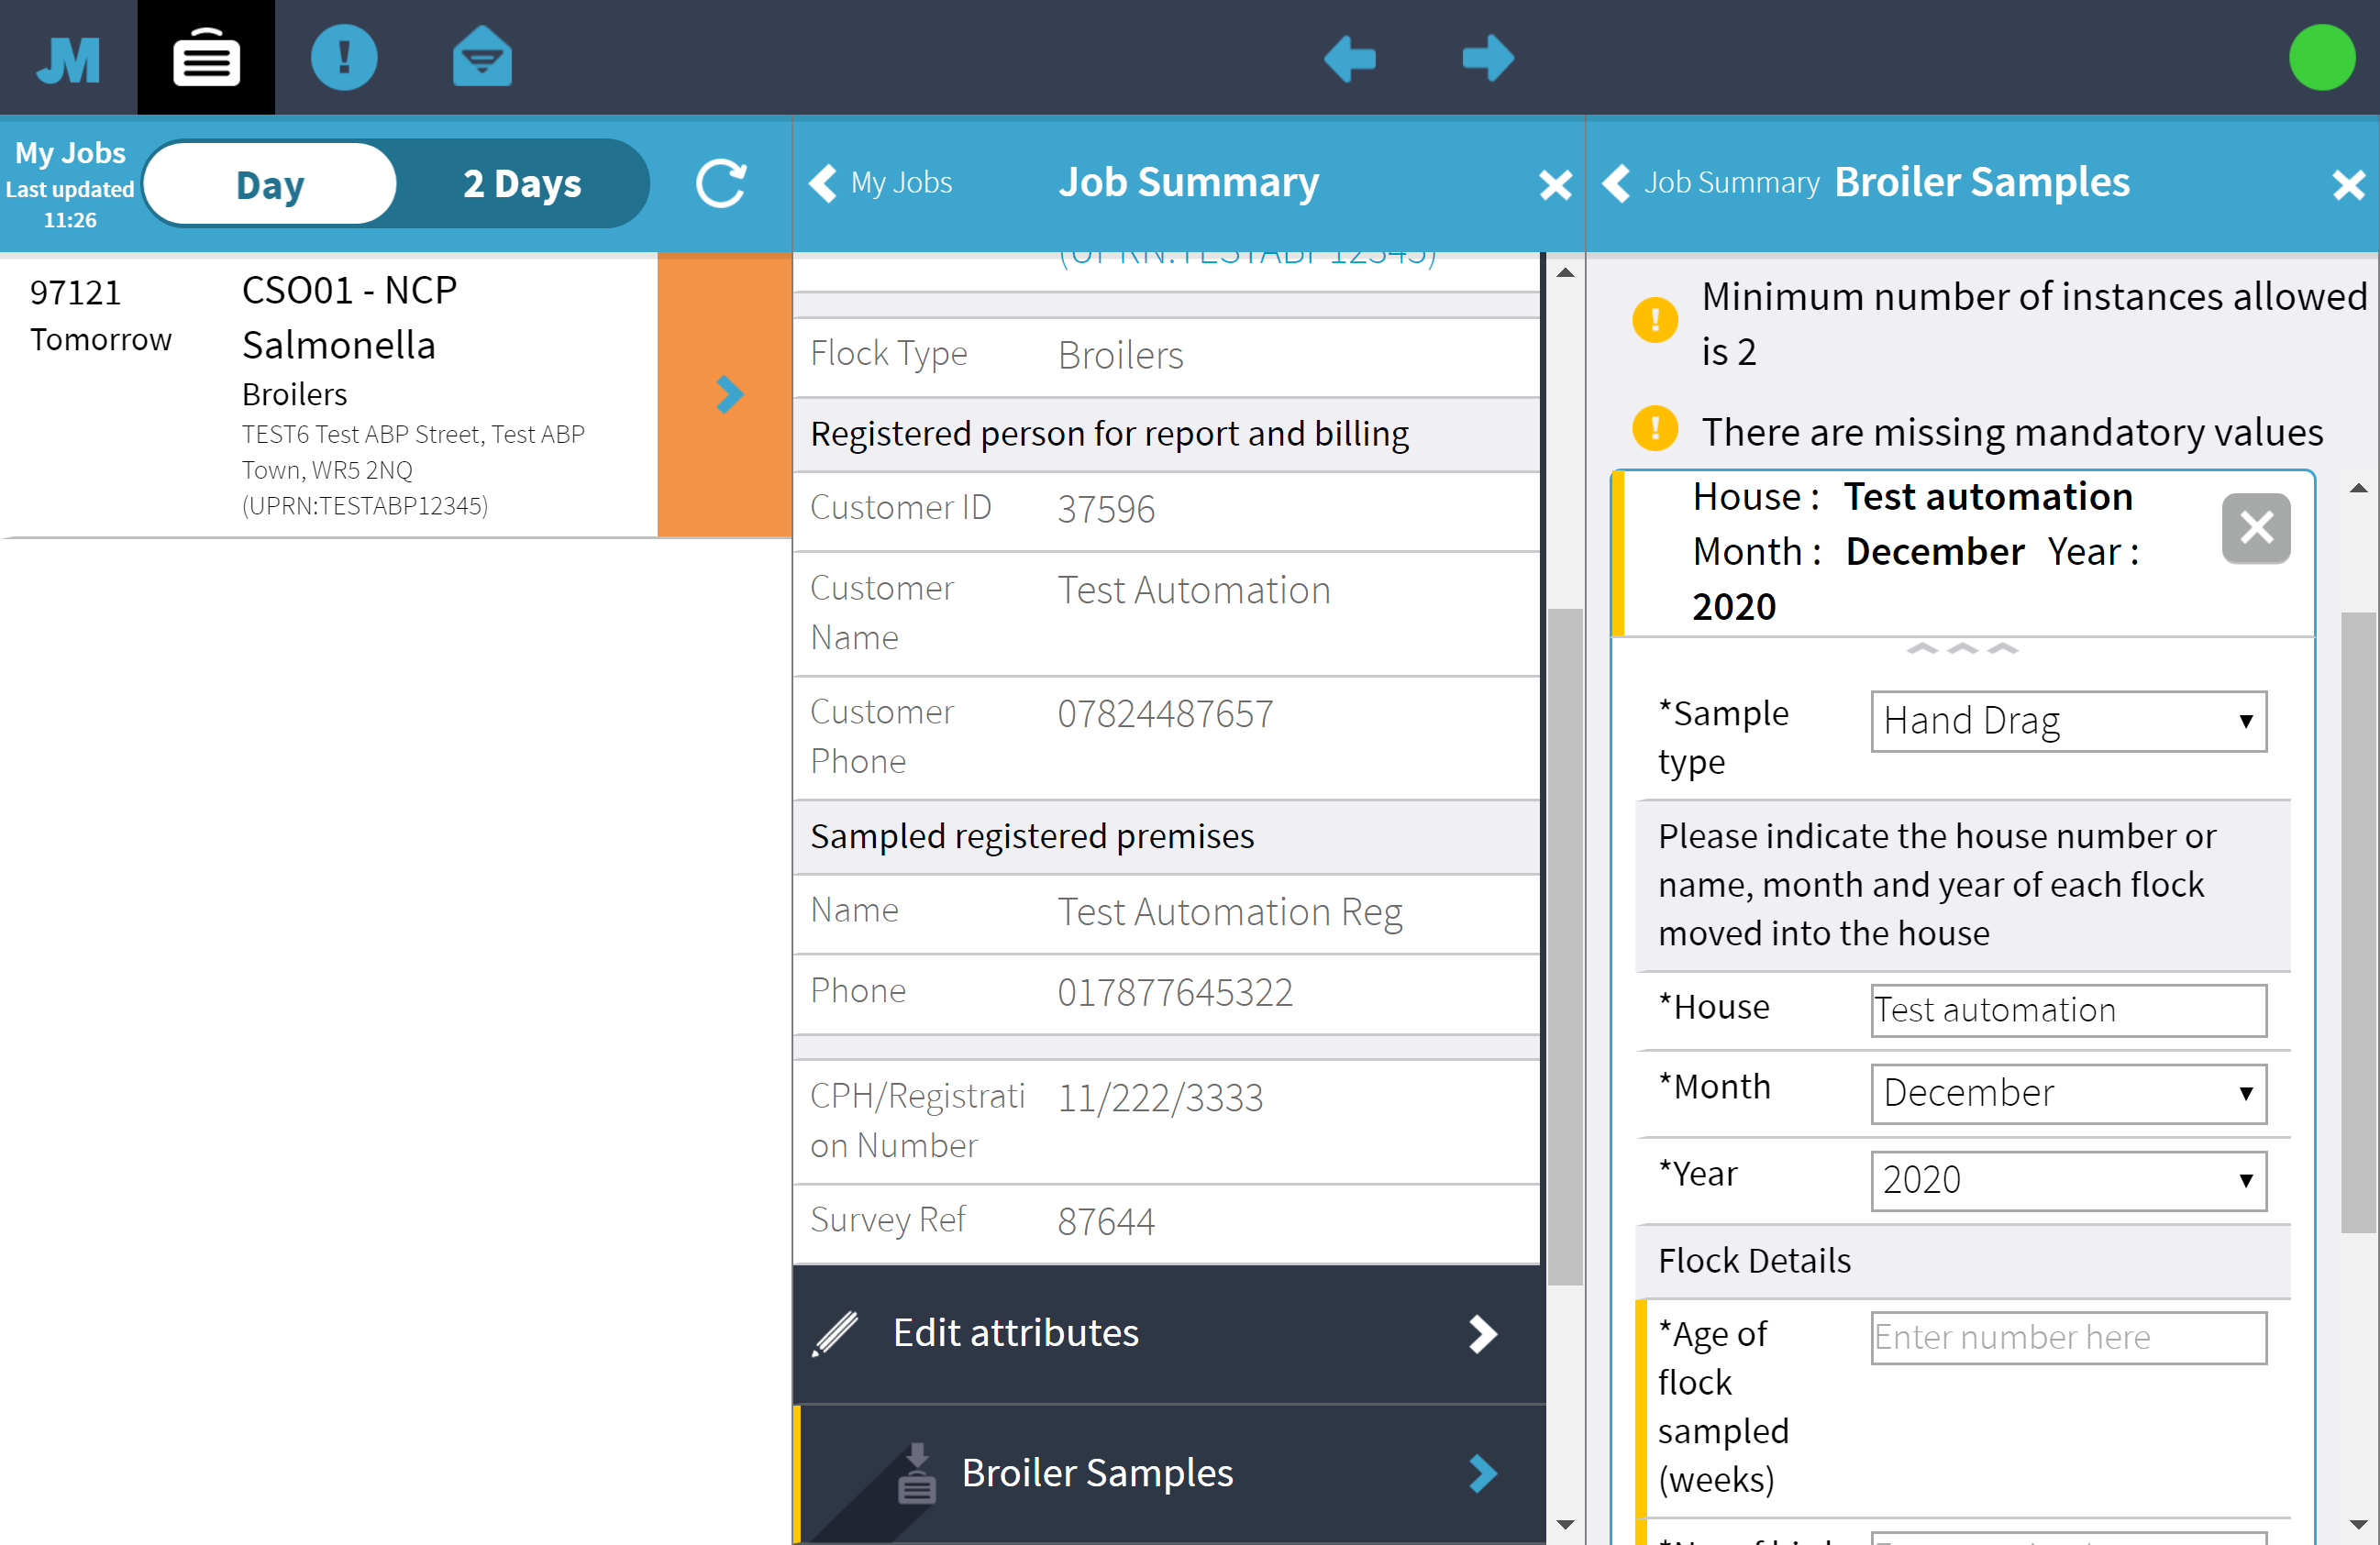 JM
My Jobs
Last updated
11:26
Day
2 Days
My Jobs
Job Summary
Job Summary
Broiler Samples
97121
Tomorrow
CSO01 - NCP
Salmonella
Broilers
TEST6 Test ABP Street, Test ABP
Town, WR5 2NQ
(UPRN:TESTABP12345)
(UPRN:TESTABP12345)
Flock Type Broilers
Registered person for report and billing
Customer ID 37596
Customer Test Automation
Name
Customer 07824487657
Phone
Sampled registered premises
Name Test Automation Reg
Phone 017877645322
CPH/Registrati 11/222/3333
on Number
Survey Ref 87644
Edit attributes
Broiler Samples
Minimum number of instances allowed
is 2
There are missing mandatory values
House : Test automation
Month : December Year :
2020
*Sample Hand Drag
type
Please indicate the house number or
name, month and year of each flock
moved into the house
*House Test automation
*Month December
*Year 2020
Flock Details
*Age of Enter number here
flock
sampled
(weeks)